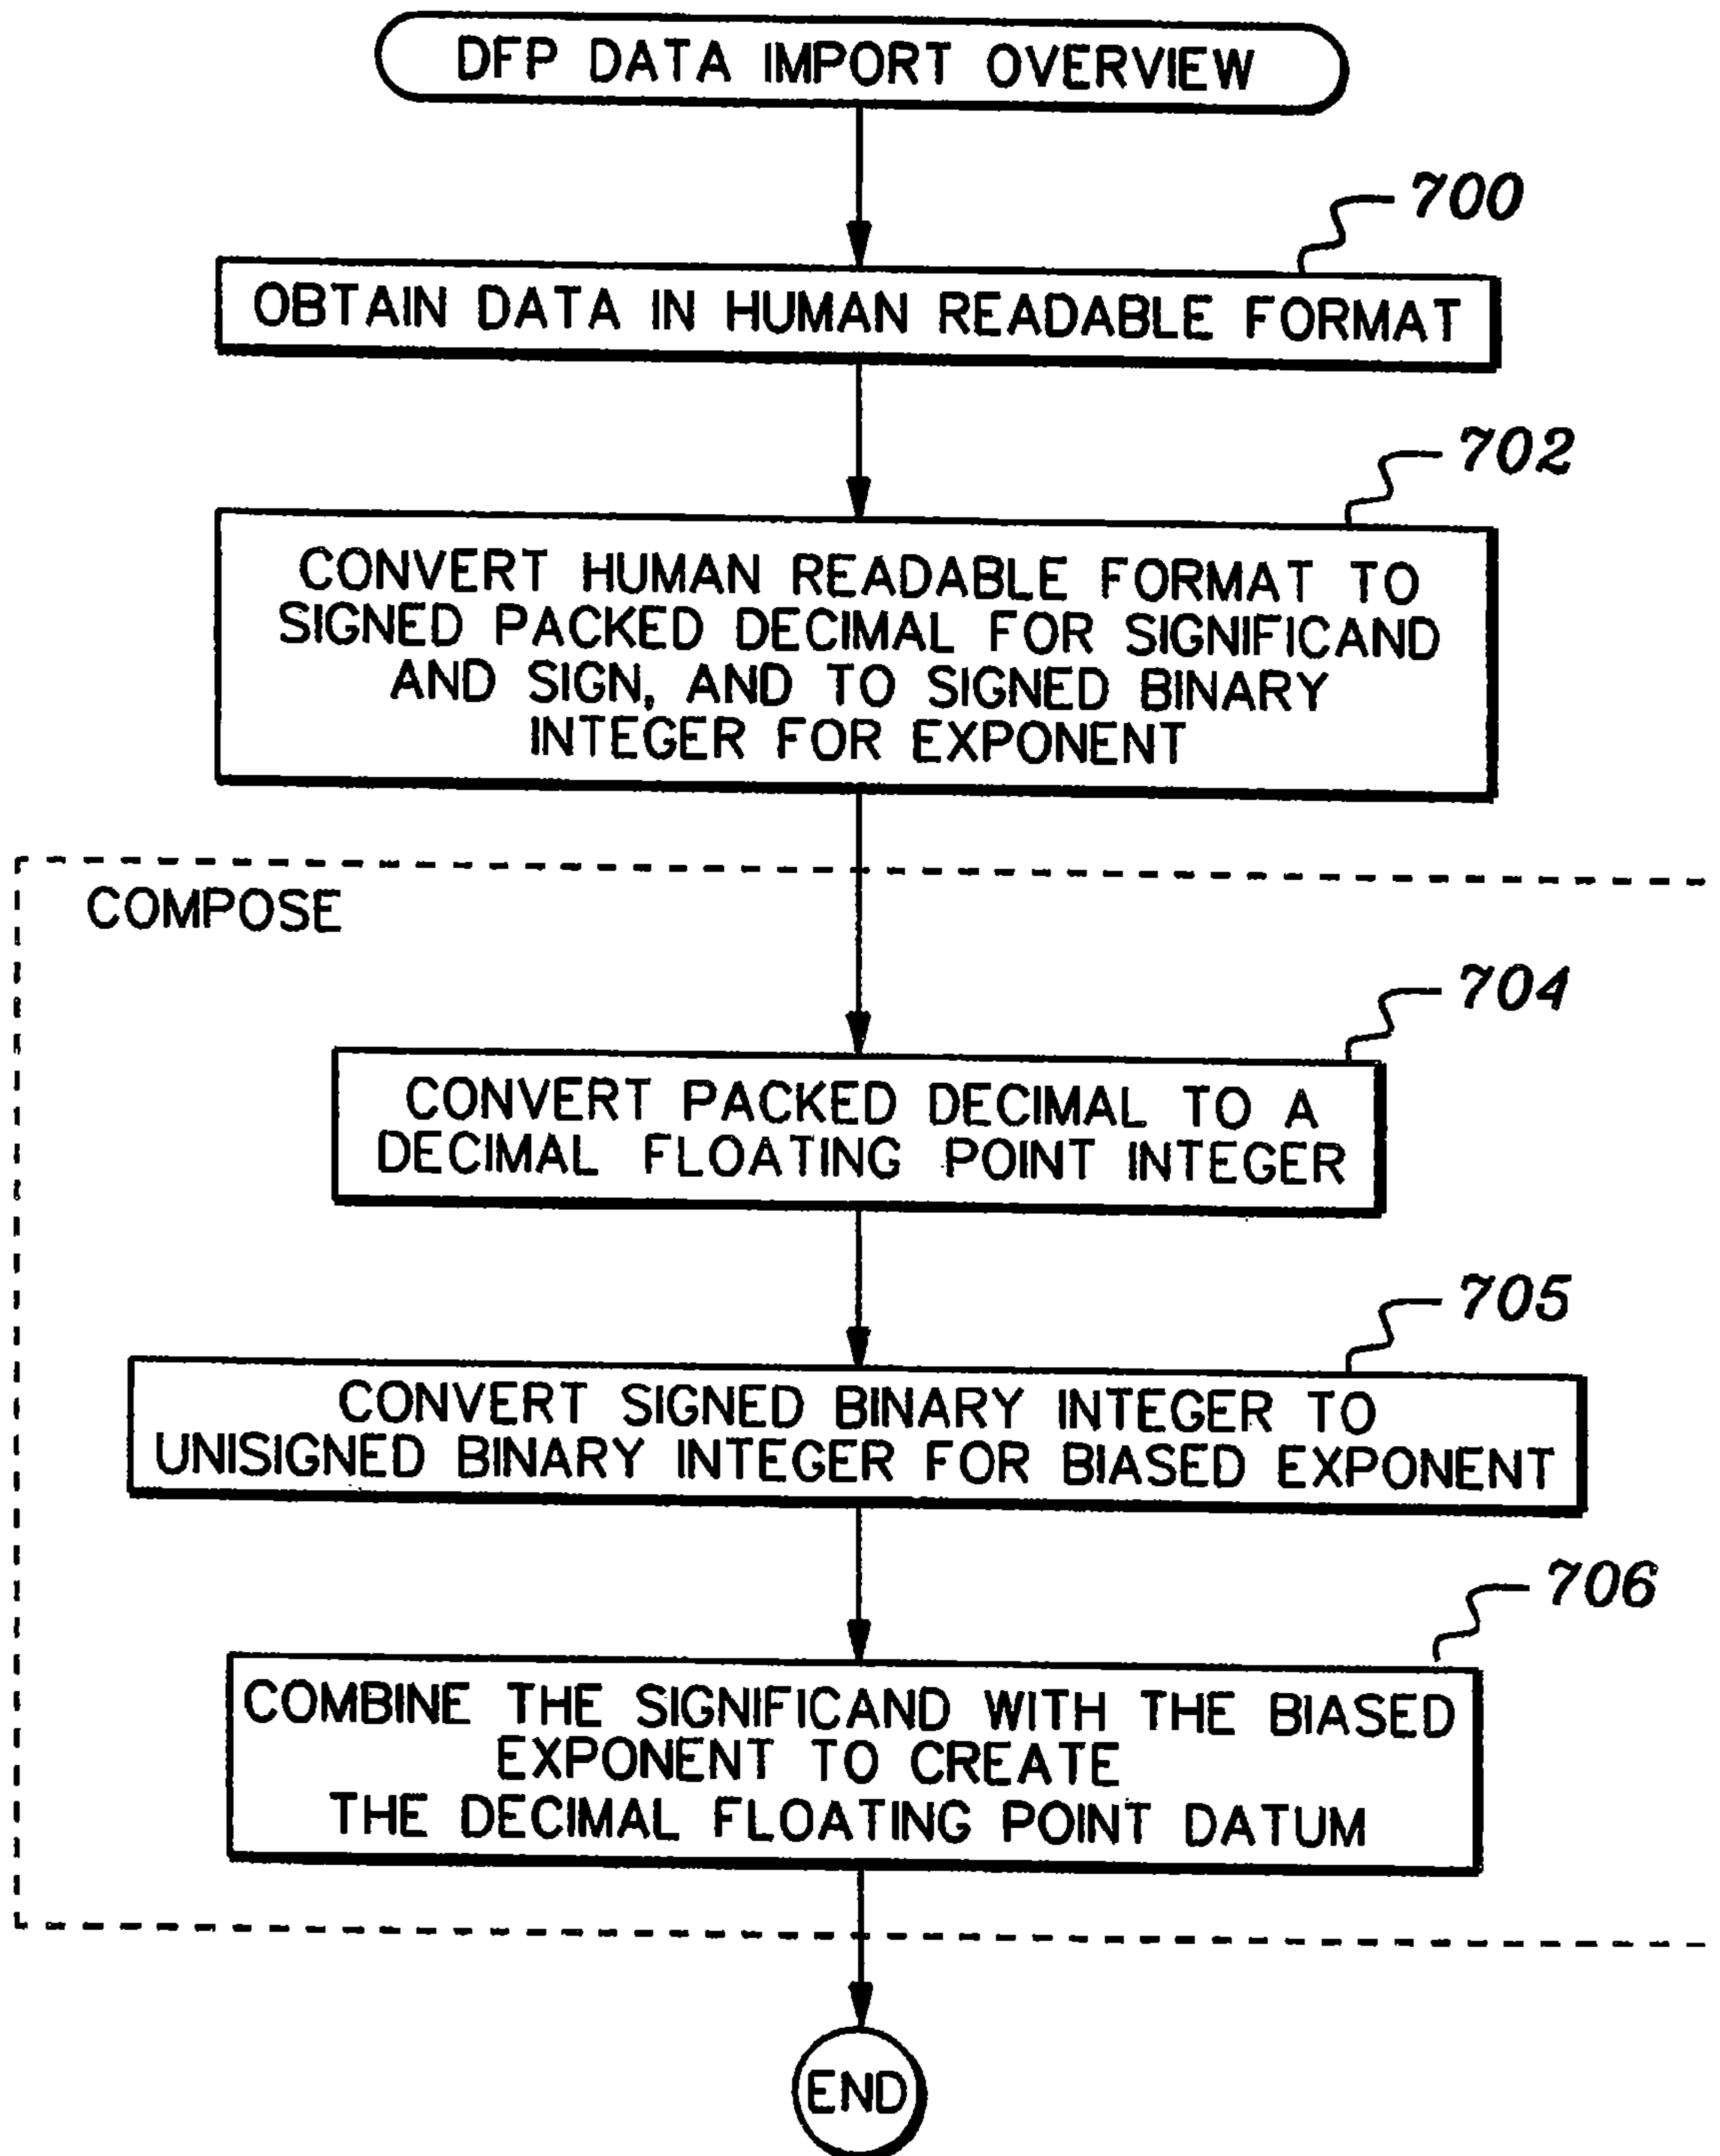 DFP DATA IMPORT OVERVIEW
700
OBTAIN DATA IN HUMAN READABLE FORMAT
702
CONVERT HUMAN READABLE FORMAT TO
SIGNED PACKED DECIMAL FOR SIGNIFICAND
AND SIGN, AND TO SIGNED BINARY
INTEGER FOR EXPONENT
COMPOSE
704
CONVERT PACKED DECIMAL TO A
DECIMAL FLOATING POINT INTEGER
705
CONVERT SIGNED BINARY INTEGER TO
UNISIGNED BINARY INTEGER FOR BIASED EXPONENT
706
COMBINE THE SIGNIFICAND WITH THE BIASED
EXPONENT TO CREATE
THE DECIMAL FLOATING POINT DATUM
END